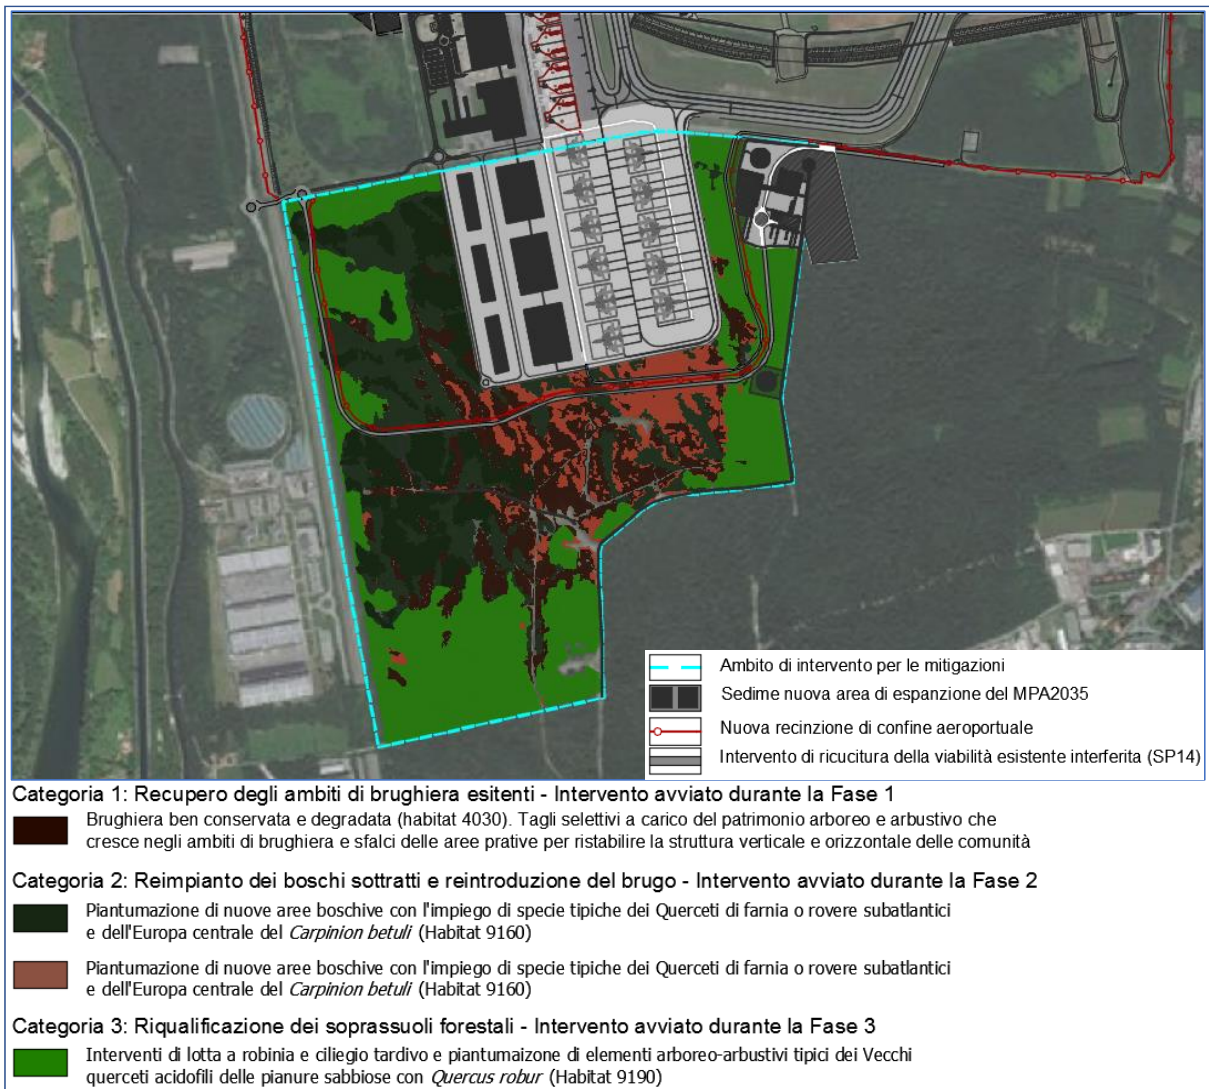 Ambito di intervento per le mitigazioni
Sedime nuova area di espanzione del MPA2035
Nuova recinzione di confine aeroportuale
Intervento di ricucitura della viabilità esistente interferita (SP14)
Categoria 1: Recupero degli ambiti di brughiera esitenti - Intervento avviato durante la Fase 1
Brughiera ben conservata e degradata (habitat 4030). Tagli selettivi a carico del patrimonio arboreo e arbustivo che
cresce negli ambiti di brughiera e sfalci delle aree prative per ristabilire la struttura verticale e orizzontale delle comunità
Categoria 2: Reimpianto dei boschi sottratti e reintroduzione del brugo - Intervento avviato durante la Fase 2
Piantumazione di nuove aree boschive con l'impiego di specie tipiche dei Querceti di farnia o rovere subatlantici
e dell'Europa centrale del Carpinion betuli (Habitat 9160)
Piantumazione di nuove aree boschive con l'impiego di specie tipiche dei Querceti di farnia o rovere subatlantici
e dell'Europa centrale del Carpinion betuli (Habitat 9160)
Categoria 3: Riqualificazione dei soprassuoli forestali - Intervento avviato durante la Fase 3
Interventi di lotta a robinia e ciliegio tardivo e piantumaizone di elementi arboreo-arbustivi tipici dei Vecchi
querceti acidofili delle pianure sabbiose con Quercus robur (Habitat 9190)